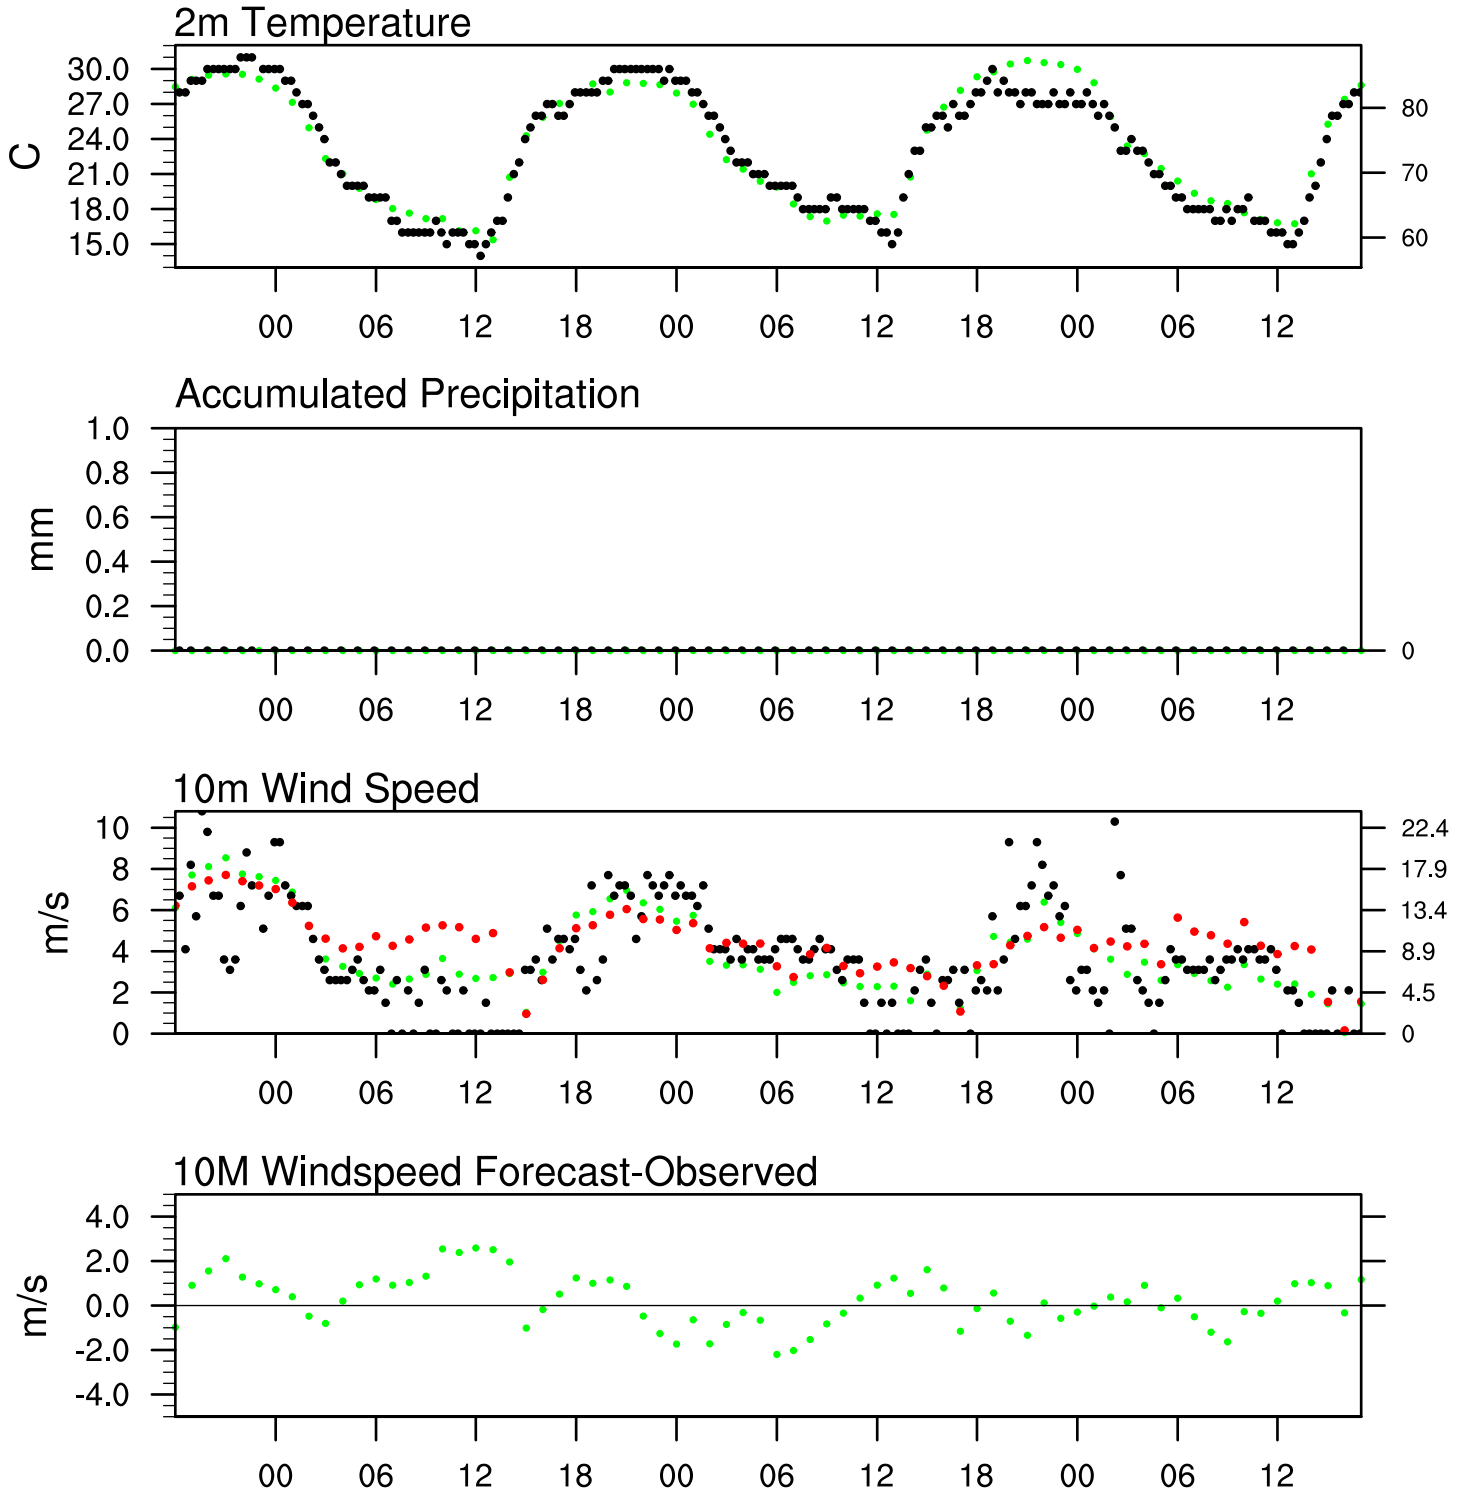 2m Temperature
30.0
27.0
24.0
21.0
18.0
15.0
C
80
70
60
00 06 12 18 00 06 12 18 00 06 12
Accumulated Precipitation
1.0
0.8
0.6
0.4
0.2
0.0
mm
0
00 06 12 18 00 06 12 18 00 06 12
10m Wind Speed
10
8
6
4
2
0
m/s
22.4
17.9
13.4
8.9
4.5
0
00 06 12 18 00 06 12 18 00 06 12
10M Windspeed Forecast-Observed
4.0
2.0
0.0
-2.0
-4.0
m/s
00 06 12 18 00 06 12 18 00 06 12